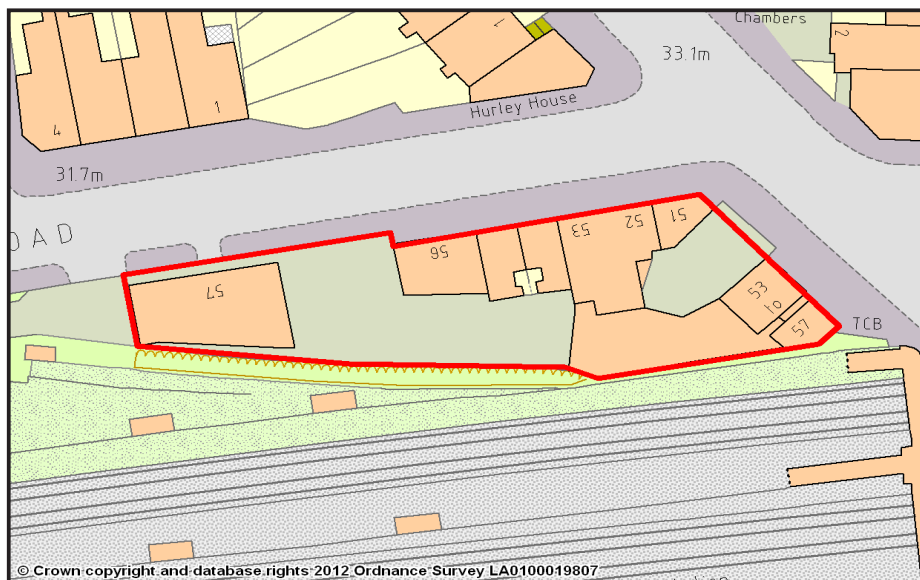 Chambers
2
33.1m
1
Hurley House
4
1
31.7m
OAD
51
52
53
56
57
53
to
57
TCB
© Crown copyright and database rights 2012 Ordnance Survey LA0100019807